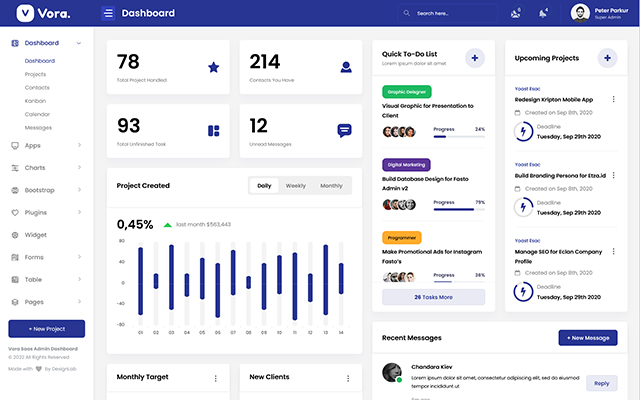 Vora.
Dashboard
Search here...
6
4
Peter Parkur
Super Admin
Dashboard
Dashboard
Projects
Contacts
Kanban
Calendar
Messages
Apps
Charts
Bootstrop
Plugins
Widget
Forms
Table
Pages
+ New Project
Vora Saas Admin Dashboard
© 2022 All Rights Reserved
Made with by DesignLab
78
Total Project Handled
214
Contacts You Have
93
Total Unfinished Task
12
Unread Messages
Project Created
Daily
Weekly
Monthly
0,45%
last month $563,443
80
40
0
-40
-80
01 02 03 04 05 06 07 08 09 10 11 12 13 14
Monthly Target
New Clients
Quick To-Do List
Lorem ipsum dolor sit amet
+
Graphic Deisgner
Visual Graphic for Presentation to
Client
Progress 24%
Digital Marketing
Build Database Design for Fasto
Admin v2
Progress 79%
Programmer
Make Promotional Ads for Instagram
Fasto's
Progress 36%
26 Tasks More
Upcoming Projects
+
Yoast Esac
Redesign Kripton Mobile App
Created on Sep 8th, 2020
Deadline
Tuesday, Sep 29th 2020
Yoast Esac
Build Branding Persona for Etza.id
Created on Sep 8th, 2020
Deadline
Tuesday, Sep 29th 2020
Yoast Esac
Manage SEO for Eclan Company
Profile
Created on Sep 8th, 2020
Deadline
Tuesday, Sep 29th 2020
Recent Messages
+ New Message
Chandara Kiev
Lorem ipsum dolor sit amet, consectetur adipiscing elit, sed do eiusmod
tempor incididunt ut
Reply